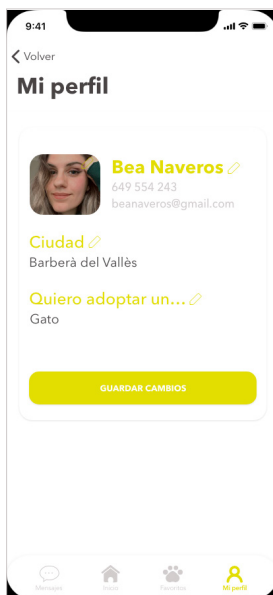 9:41
Volver
Mi perfil
Bea Naveros
649 554 243
beanaveros@gmail.com
Ciudad
Barberà del Vallès
Quiero adoptar un...
Gato
GUARDAR CAMBIOS
Mensajes Inicio Favoritos Mi perfil